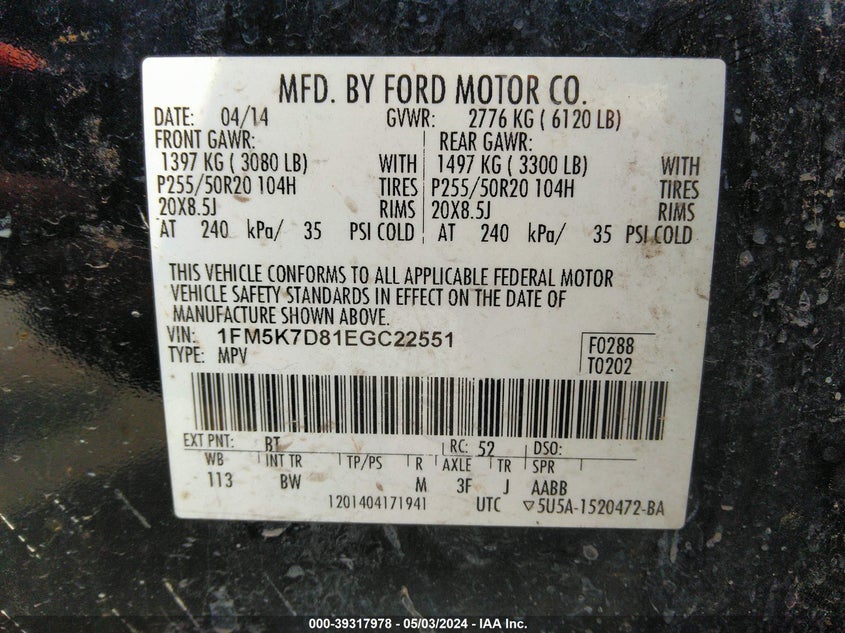 MFD. BY FORD MOTOR CO.
DATE: 04/14 GVWR: 2776 KG ( 6120 LB)
FRONT GAWR: REAR GAWR:
1397 KG ( 3080 LB) WITH 1497 KG ( 3300 LB) WITH
P255/50R20 104H TIRES P255/50R20 104H TIRES
20X8.5J RIMS 20X8.5J RIMS
AT 240 kPa/ 35 PSI COLD AT 240 kPa/ 35 PSI COLD
THIS VEHICLE CONFORMS TO ALL APPLICABLE FEDERAL MOTOR
VEHICLE SAFETY STANDARDS IN EFFECT ON THE DATE OF
MANUFACTURE SHOWN ABOVE.
VIN: 1FM5K7D81EGC22551
TYPE: MPV
F0288
T0202
EXT PNT: BT RC: 52 DSO:
WB INT TR TP/PS R AXLE TR SPR
113 BW M 3F J AABB
1201404171941 UTC ▽5U5A-1520472-BA
000-39317978 - 05/03/2024 - IAA Inc.